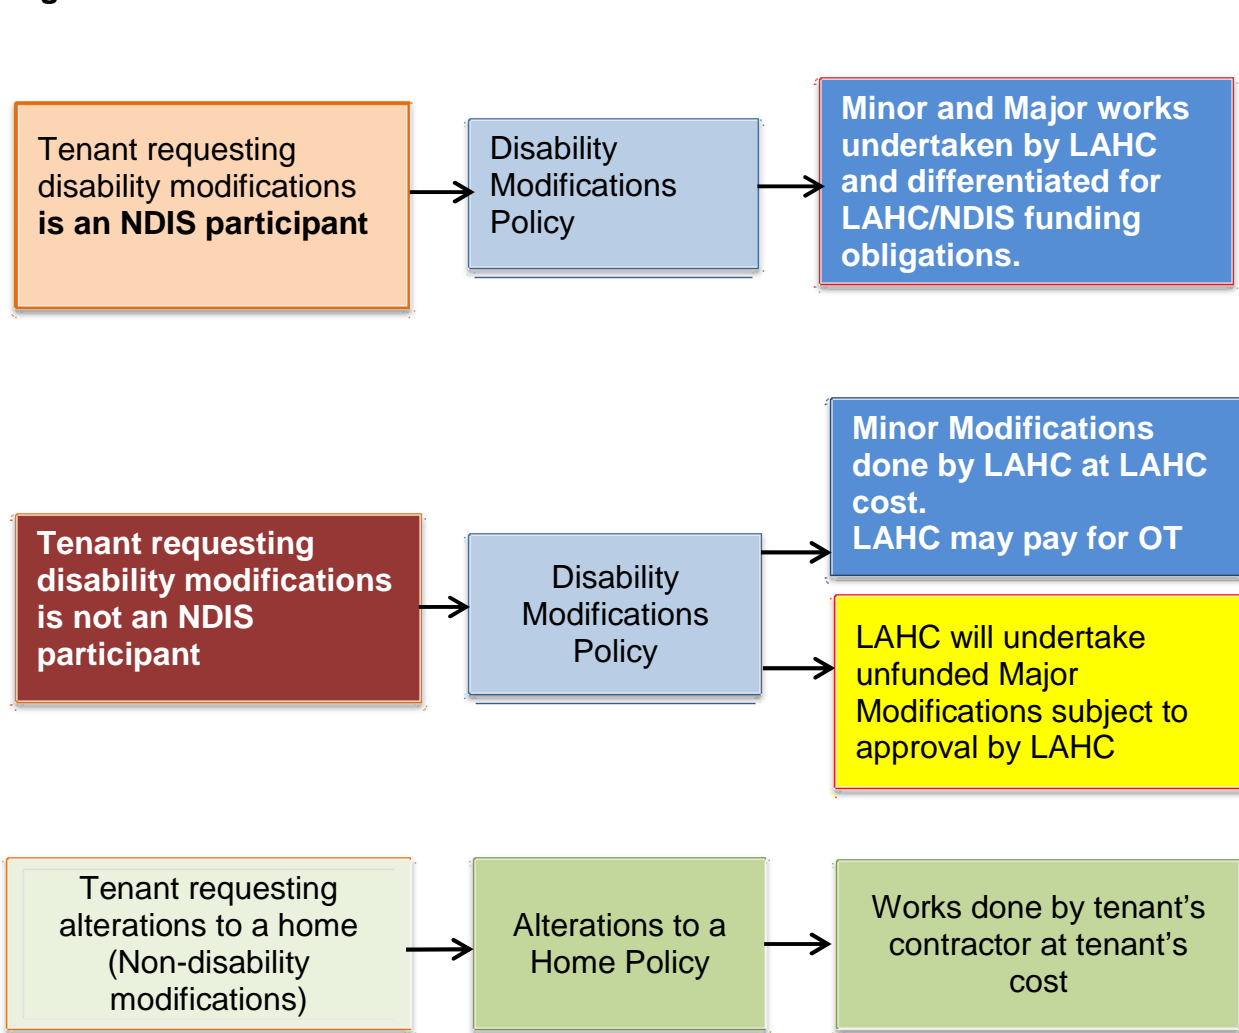 Tenant requesting
disability modifications
is an NDIS participant
Disability
Modifications
Policy
Minor and Major works
undertaken by LAHC
and differentiated for
LAHC/NDIS funding
obligations.
Tenant requesting
disability modifications
is not an NDIS
participant
Disability
Modifications
Policy
Minor Modifications
done by LAHC at LAHC
cost.
LAHC may pay for OT
LAHC will undertake
unfunded Major
Modifications subject to
approval by LAHC
Tenant requesting
alterations to a home
(Non-disability
modifications)
Alterations to a
Home Policy
Works done by tenant’s
contractor at tenant’s
cost